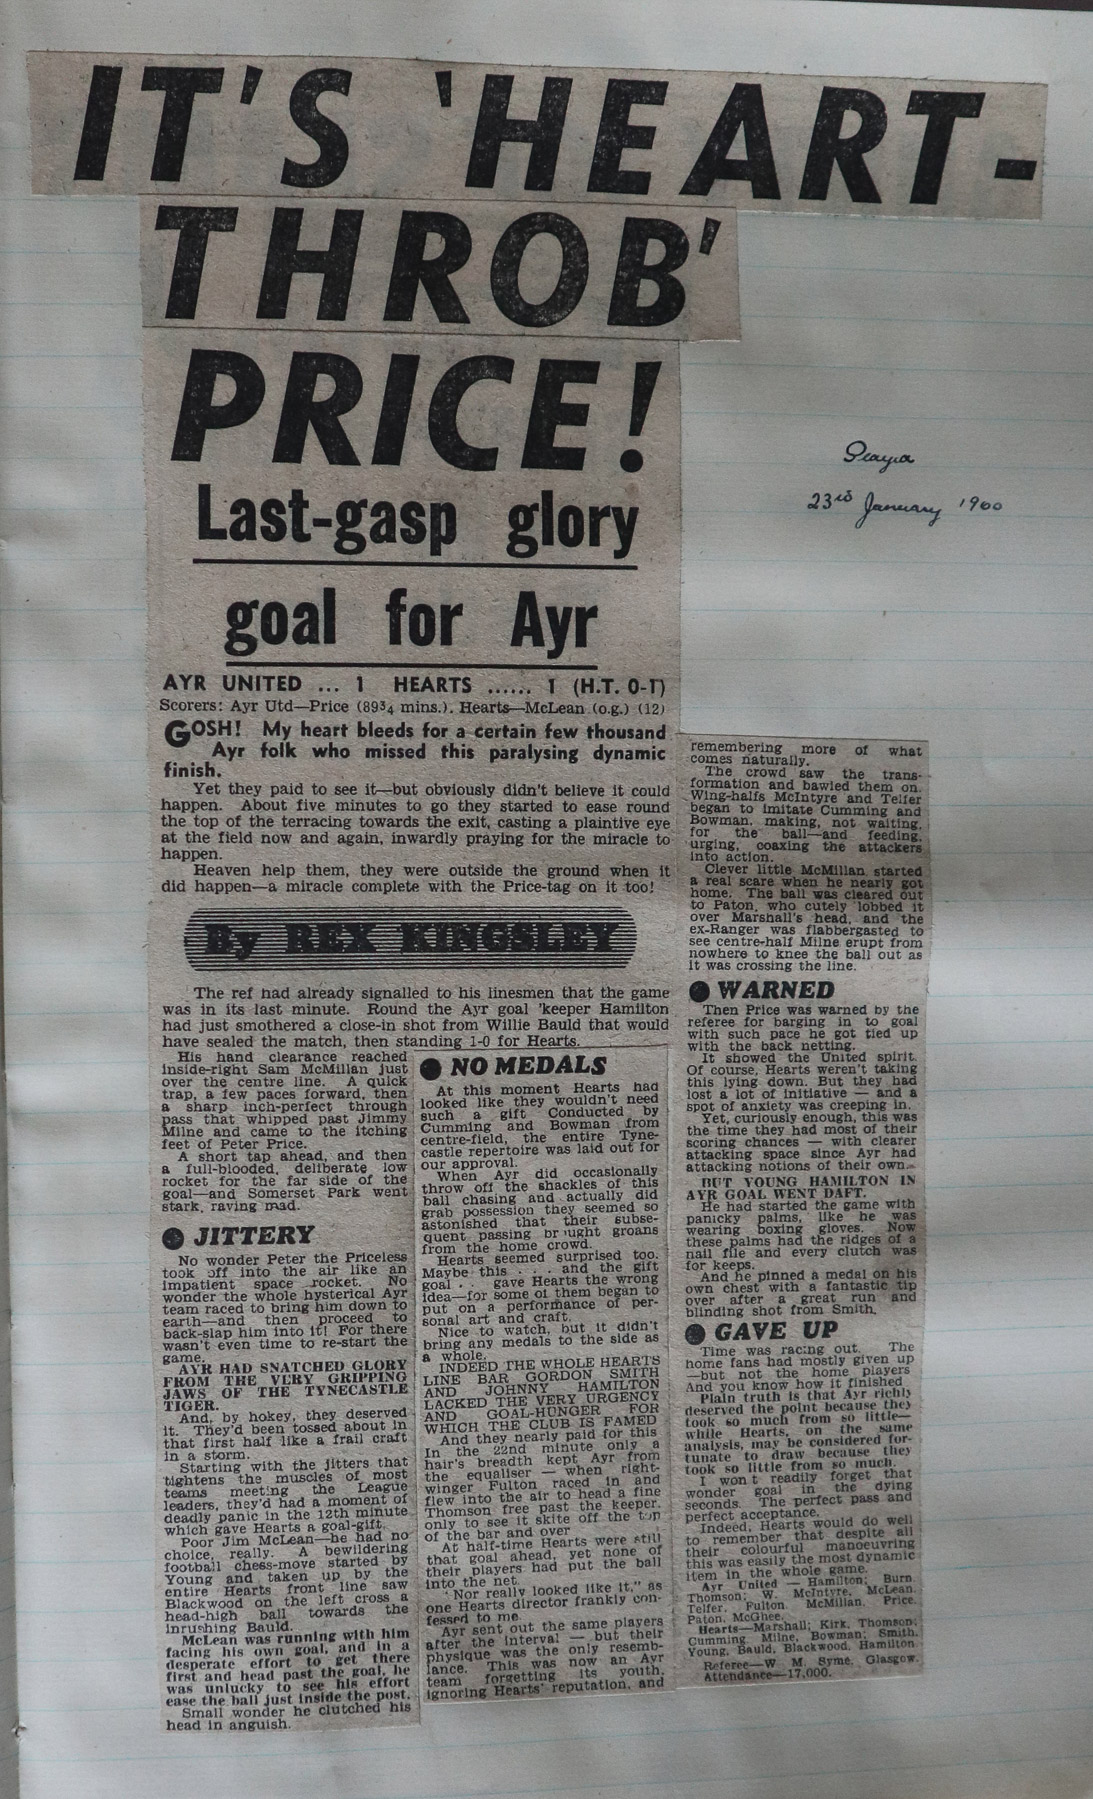 IT'S 'HEART-
THROB'
PRICE!
Last-gasp glory
goal for Ayr
23rd January 1960
AYR UNITED ... 1 HEARTS ...... 1 (H.T. 0-1)
Scorers: Ayr Utd—Price (89¾ mins.). Hearts—McLean (o.g.) (12)
GOSH! My heart bleeds for a certain few thousand
Ayr folk who missed this paralysing dynamic
finish.
Yet they paid to see it—but obviously didn't believe it could
happen. About five minutes to go they started to ease round
the top of the terracing towards the exit, casting a plaintive eye
at the field now and again, inwardly praying for the miracle to
happen.
Heaven help them, they were outside the ground when it
did happen—a miracle complete with the Price-tag on it too!
By REX KINGSLEY
The ref had already signalled to his linesmen that the game
was in its last minute. Round the Ayr goal 'keeper Hamilton
had just smothered a close-in shot from Willie Bauld that would
have sealed the match, then standing 1-0 for Hearts.
His hand clearance reached
inside-right Sam McMillan just
over the centre line. A quick
trap, a few paces forward, then
a sharp inch-perfect through
pass that whipped past Jimmy
Milne and came to the itching
feet of Peter Price.
A short tap ahead, and then
a full-blooded, deliberate low
rocket for the far side of the
goal—and Somerset Park went
stark, raving mad.
● JITTERY
No wonder Peter the Priceless
took off into the air like an
impatient space rocket. No
wonder the whole hysterical Ayr
team raced to bring him down to
earth—and then proceed to
back-slap him into it! For there
wasn't even time to re-start the
game.
AYR HAD SNATCHED GLORY
FROM THE VERY GRIPPING
JAWS OF THE TYNECASTLE
TIGER.
And, by hokey, they deserved
it. They'd been tossed about in
that first half like a frail craft
in a storm.
Starting with the jitters that
tightens the muscles of most
teams meeting the League
leaders, they'd had a moment of
deadly panic in the 12th minute
which gave Hearts a goal-gift.
Poor Jim McLean—he had no
choice, really. A bewildering
football chess-move started by
Young and taken up by the
entire Hearts front line saw
Blackwood on the left cross a
head-high ball towards the
inrushing Bauld.
McLean was running with him
facing his own goal, and in a
desperate effort to get there
first and head past the goal, he
was unlucky to see his effort
ease the ball just inside the post.
Small wonder he clutched his
head in anguish.
● NO MEDALS
At this moment Hearts had
looked like they wouldn't need
such a gift Conducted by
Cumming and Bowman from
centre-field, the entire Tyne-
castle repertoire was laid out for
our approval.
When Ayr did occasionally
throw off the shackles of this
ball chasing and actually did
grab possession they seemed so
astonished that their subse-
quent passing br ught groans
from the home crowd.
Hearts seemed surprised too.
Maybe this . . . and the gift
goal . . gave Hearts the wrong
idea—for some of them began to
put on a performance of per-
sonal art and craft.
Nice to watch, but it didn't
bring any medals to the side as
a whole.
INDEED THE WHOLE HEARTS
LINE BAR GORDON SMITH
AND JOHNNY HAMILTON
LACKED THE VERY URGENCY
AND GOAL-HUNGER FOR
WHICH THE CLUB IS FAMED
And they nearly paid for this
In the 22nd minute only a
hair's breadth kept Ayr from
the equaliser — when right-
winger Fulton raced in and
flew into the air to head a fine
Thomson free past the keeper,
only to see it skite off the top
of the bar and over
At half-time Hearts were still
that goal ahead, yet none of
their players had put the ball
into the net.
"Nor really looked like it," as
one Hearts director frankly con-
fessed to me.
Ayr sent out the same players
after the interval — but their
physique was the only resemb-
lance. This was now an Ayr
team forgetting its youth,
ignoring Hearts' reputation, and
remembering more of what
comes naturally.
The crowd saw the trans-
formation and bawled them on.
Wing-halfs McIntyre and Telfer
began to imitate Cumming and
Bowman, making, not waiting,
for the ball—and feeding,
urging, coaxing the attackers
into action.
Clever little McMillan started
a real scare when he nearly got
home. The ball was cleared out
to Paton, who cutely lobbed it
over Marshall's head, and the
ex-Ranger was flabbergasted to
see centre-half Milne erupt from
nowhere to knee the ball out as
it was crossing the line.
● WARNED
Then Price was warned by the
referee for barging in to goal
with such pace he got tied up
with the back netting.
It showed the United spirit.
Of course, Hearts weren't taking
this lying down. But they had
lost a lot of initiative — and a
spot of anxiety was creeping in.
Yet, curiously enough, this was
the time they had most of their
scoring chances — with clearer
attacking space since Ayr had
attacking notions of their own.
BUT YOUNG HAMILTON IN
AYR GOAL WENT DAFT.
He had started the game with
panicky palms, like he was
wearing boxing gloves. Now
these palms had the ridges of a
nail file and every clutch was
for keeps.
And he pinned a medal on his
own chest with a fantastic tip
over after a great run and
blinding shot from Smith.
● GAVE UP
Time was racing out. The
home fans had mostly given up
—but not the home players
And you know how it finished
Plain truth is that Ayr richly
deserved the point because they
took so much from so little—
while Hearts, on the same
analysis, may be considered for-
tunate to draw because they
took so little from so much.
I won't readily forget that
wonder goal in the dying
seconds. The perfect pass and
perfect acceptance.
Indeed, Hearts would do well
to remember that despite all
their colourful manoeuvring
this was easily the most dynamic
item in the whole game.
Ayr United — Hamilton; Burn,
Thomson; W. McIntyre, McLean,
Telfer, Fulton McMillan, Price,
Paton, McGhee.
Hearts—Marshall; Kirk, Thomson,
Cumming, Milne, Bowman; Smith,
Young, Bauld, Blackwood, Hamilton
Referee—W. M. Syme, Glasgow.
Attendance—17,000.